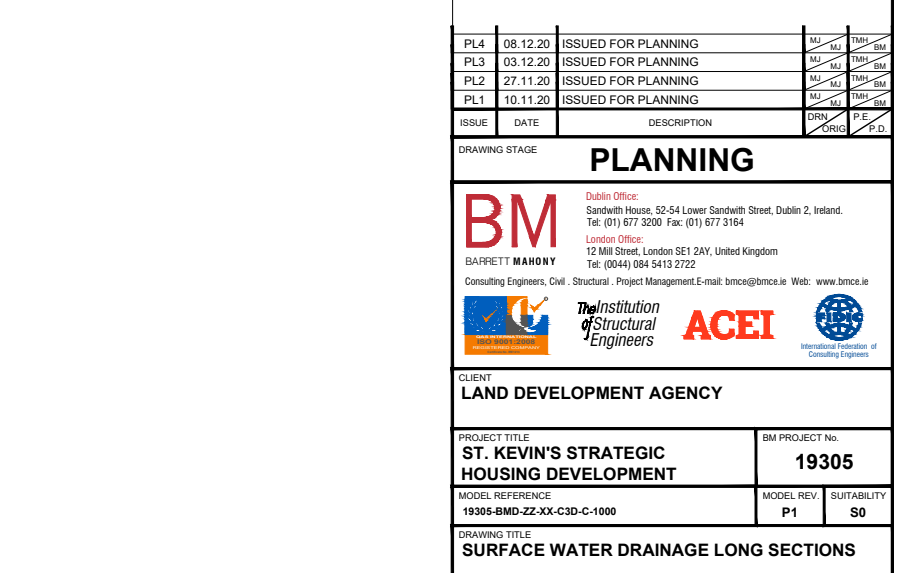 PL4 08.12.20 ISSUED FOR PLANNING MJ MJ TMH BM
PL3 03.12.20 ISSUED FOR PLANNING MJ MJ TMH BM
PL2 27.11.20 ISSUED FOR PLANNING MJ MJ TMH BM
PL1 10.11.20 ISSUED FOR PLANNING MJ MJ TMH BM
ISSUE DATE DESCRIPTION DRN ORIG P.E. P.D.
DRAWING STAGE
PLANNING
BM
BARRETT MAHONY
Dublin Office:
Sandwith House, 52-54 Lower Sandwith Street, Dublin 2, Ireland.
Tel: (01) 677 3200 Fax: (01) 677 3164
London Office:
12 Mill Street, London SE1 2AY, United Kingdom
Tel: (0044) 084 5413 2722
Consulting Engineers, Civil . Structural . Project Management.E-mail: bmce@bmce.ie Web: www.bmce.ie
ISO 9001:2008
REGISTERED COMPANY
The Institution
of Structural
Engineers
ACEI
FIDIC
International Federation of
Consulting Engineers
CLIENT
LAND DEVELOPMENT AGENCY
PROJECT TITLE
ST. KEVIN'S STRATEGIC
HOUSING DEVELOPMENT
BM PROJECT No.
19305
MODEL REFERENCE
19305-BMD-ZZ-XX-C3D-C-1000
MODEL REV.
P1
SUITABILITY
S0
DRAWING TITLE
SURFACE WATER DRAINAGE LONG SECTIONS